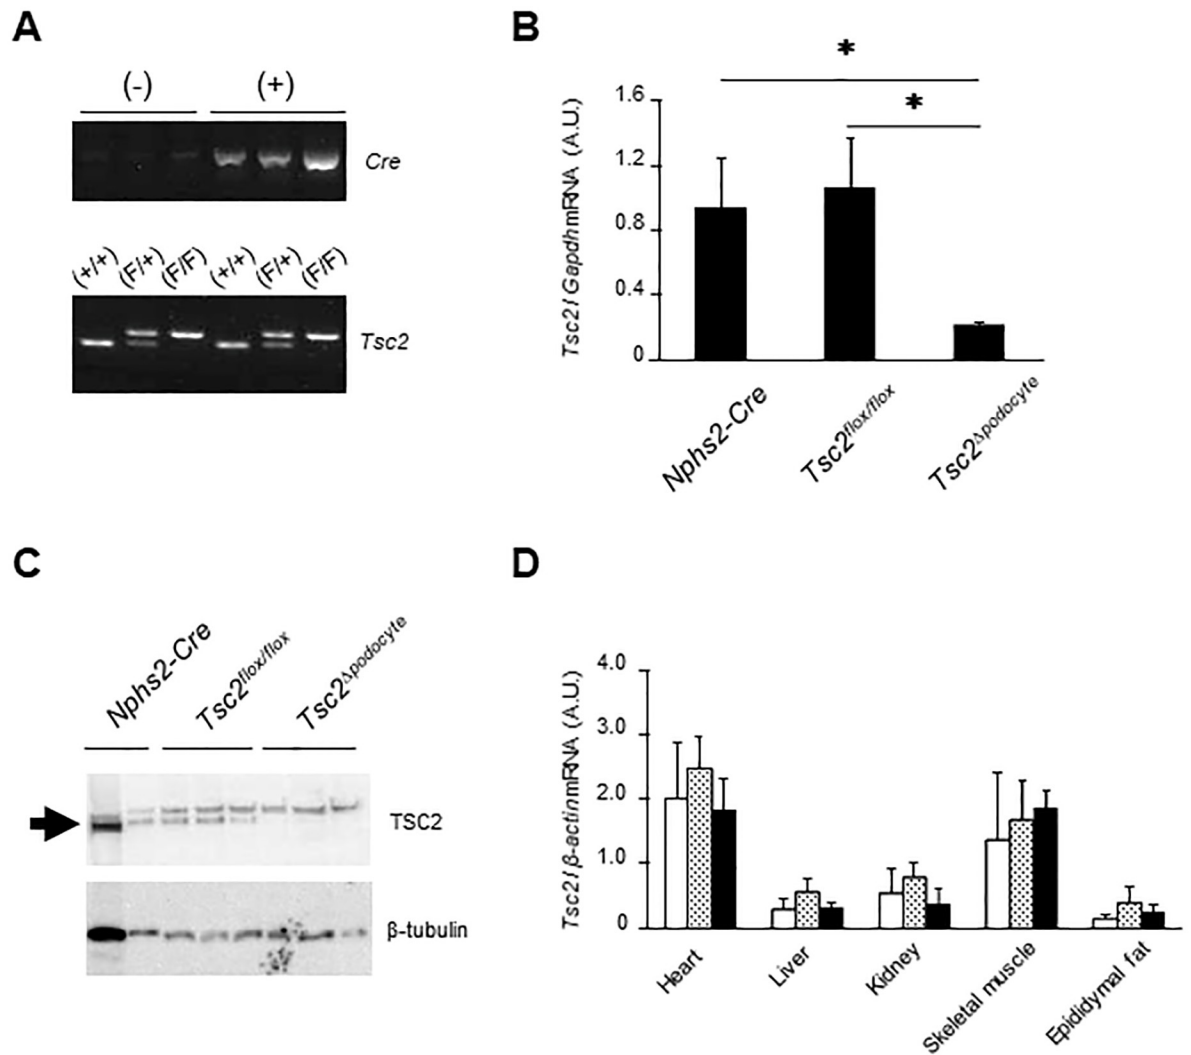 A
(-) (+)
Cre
(+/+) (F/+) (F/F) (+/+) (F/+) (F/F)
Tsc2
B
*
*
Tsc2 / Gapdh mRNA (A.U.)
1.6
1.2
0.8
0.4
0
Nphs2-Cre
Tsc2flox/flox
Tsc2Δpodocyte
C
Nphs2-Cre
Tsc2flox/flox
Tsc2Δpodocyte
TSC2
β-tubulin
D
Tsc2 / β-actin mRNA (A.U.)
4.0
3.0
2.0
1.0
0
Heart
Liver
Kidney
Skeletal muscle
Epididymal fat